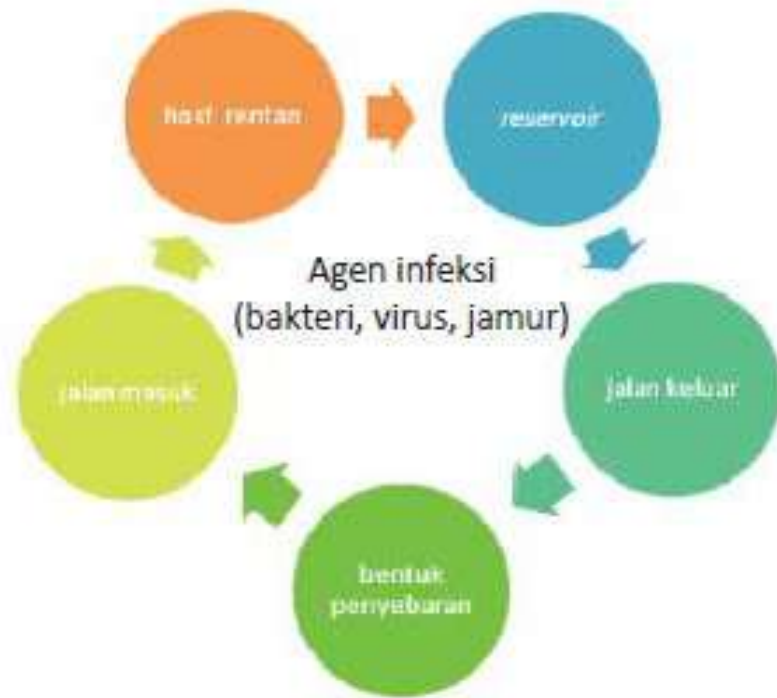 host rentan
reservoir
Agen infeksi
(bakteri, virus, jamur)
jalan masuk
jalan keluar
bentuk
penyebaran